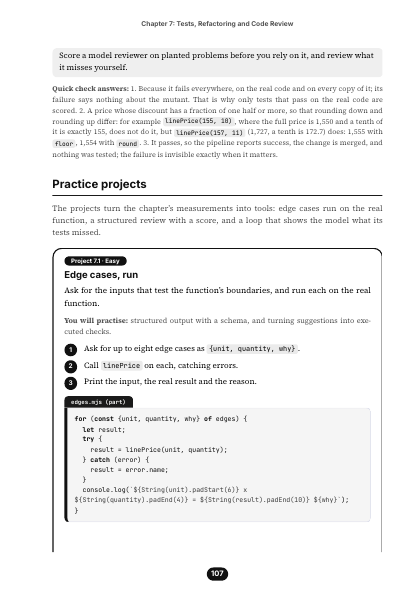 Chapter 7: Tests, Refactoring and Code Review
Score a model reviewer on planted problems before you rely on it, and review what
it misses yourself.
Quick check answers: 1. Because it fails everywhere, on the real code and on every copy of it; its
failure says nothing about the mutant. That is why only tests that pass on the real code are
scored. 2. A price whose discount has a fraction of one half or more, so that rounding down and
rounding up differ: for example linePrice(155, 10), where the full price is 1,550 and a tenth of
it is exactly 155, does not do it, but linePrice(157, 11) (1,727, a tenth is 172.7) does: 1,555 with
floor, 1,554 with round. 3. It passes, so the pipeline reports success, the change is merged, and
nothing was tested; the failure is invisible exactly when it matters.
Practice projects
The projects turn the chapter's measurements into tools: edge cases run on the real
function, a structured review with a score, and a loop that shows the model what its
tests missed.
Project 7.1 · Easy
Edge cases, run
Ask for the inputs that test the function's boundaries, and run each on the real
function.
You will practise: structured output with a schema, and turning suggestions into exe-
cuted checks.
1 Ask for up to eight edge cases as {unit, quantity, why}.
2 Call linePrice on each, catching errors.
3 Print the input, the real result and the reason.
edges.mjs (part)
for (const {unit, quantity, why} of edges) {
  let result;
  try {
    result = linePrice(unit, quantity);
  } catch (error) {
    result = error.name;
  }
  console.log(`${String(unit).padStart(6)} x
${String(quantity).padEnd(4)} = ${String(result).padEnd(10)} ${why}`);
}
107